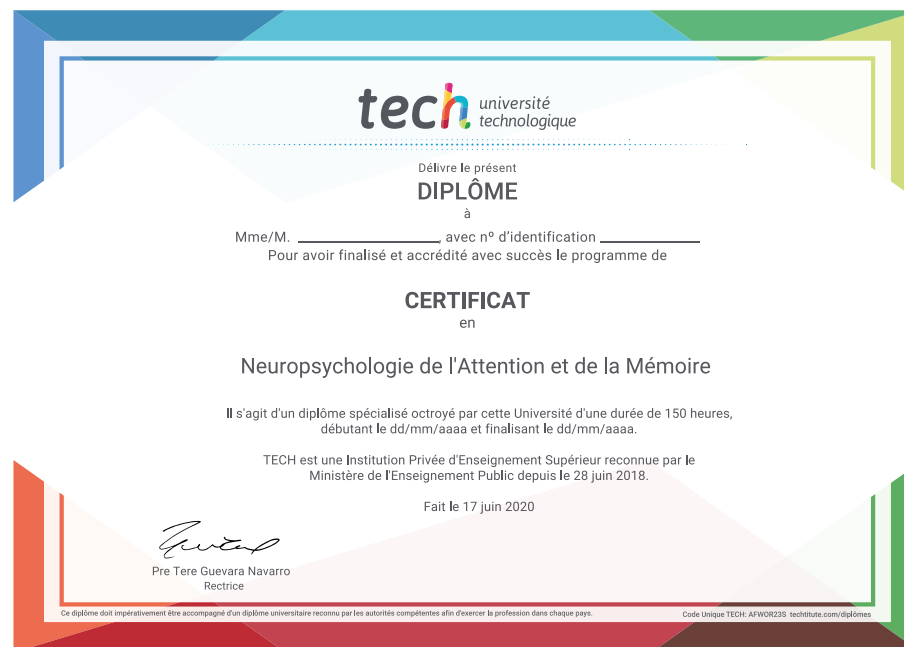 tech université
technologique
Délivre le présent
DIPLÔME
à
Mme/M. ____________________, avec nº d'identification ______________
Pour avoir finalisé et accrédité avec succès le programme de
CERTIFICAT
en
Neuropsychologie de l'Attention et de la Mémoire
Il s'agit d'un diplôme spécialisé octroyé par cette Université d'une durée de 150 heures,
débutant le dd/mm/aaaa et finalisant le dd/mm/aaaa.
TECH est une Institution Privée d'Enseignement Supérieur reconnue par le
Ministère de l'Enseignement Public depuis le 28 juin 2018.
Fait le 17 juin 2020
Pre Tere Guevara Navarro
Rectrice
Ce diplôme doit impérativement être accompagné d'un diplôme universitaire reconnu par les autorités compétentes afin d'exercer la profession dans chaque pays.
Code Unique TECH: AFWOR23S techtitute.com/diplômes